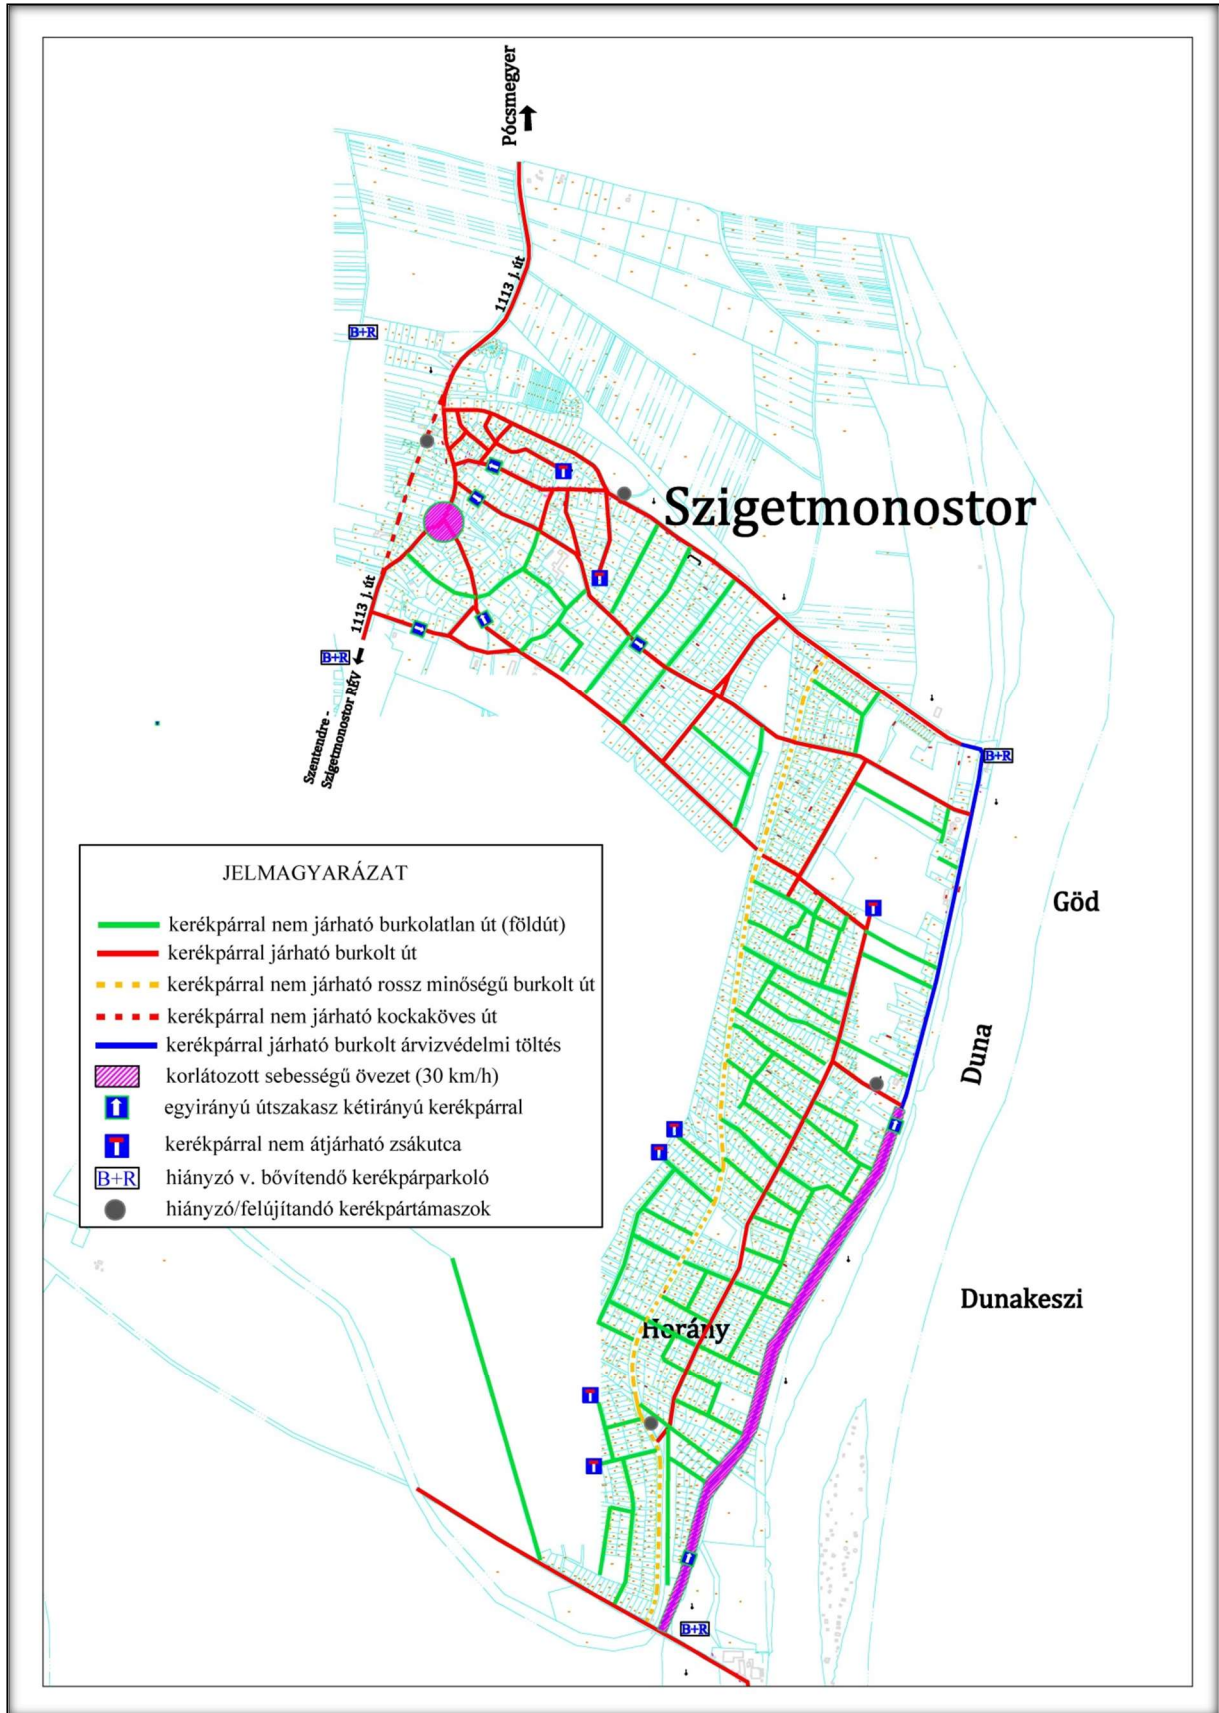 Pócsmegyer
1113 j. út
B+R
Szigetmonostor
1113 j. út
B+R
Szentendre -
Szigetmonostor RÉV
B+R
JELMAGYARÁZAT
kerékpárral nem járható burkolatlan út (földút)
kerékpárral járható burkolt út
kerékpárral nem járható rossz minőségű burkolt út
kerékpárral nem járható kockaköves út
kerékpárral járható burkolt árvizvédelmi töltés
korlátozott sebességű övezet (30 km/h)
egyirányú útszakasz kétirányú kerékpárral
kerékpárral nem átjárható zsákutca
B+R hiányzó v. bővítendő kerékpárparkoló
hiányzó/felújítandó kerékpártámaszok
Göd
Duna
Dunakeszi
Horány
B+R